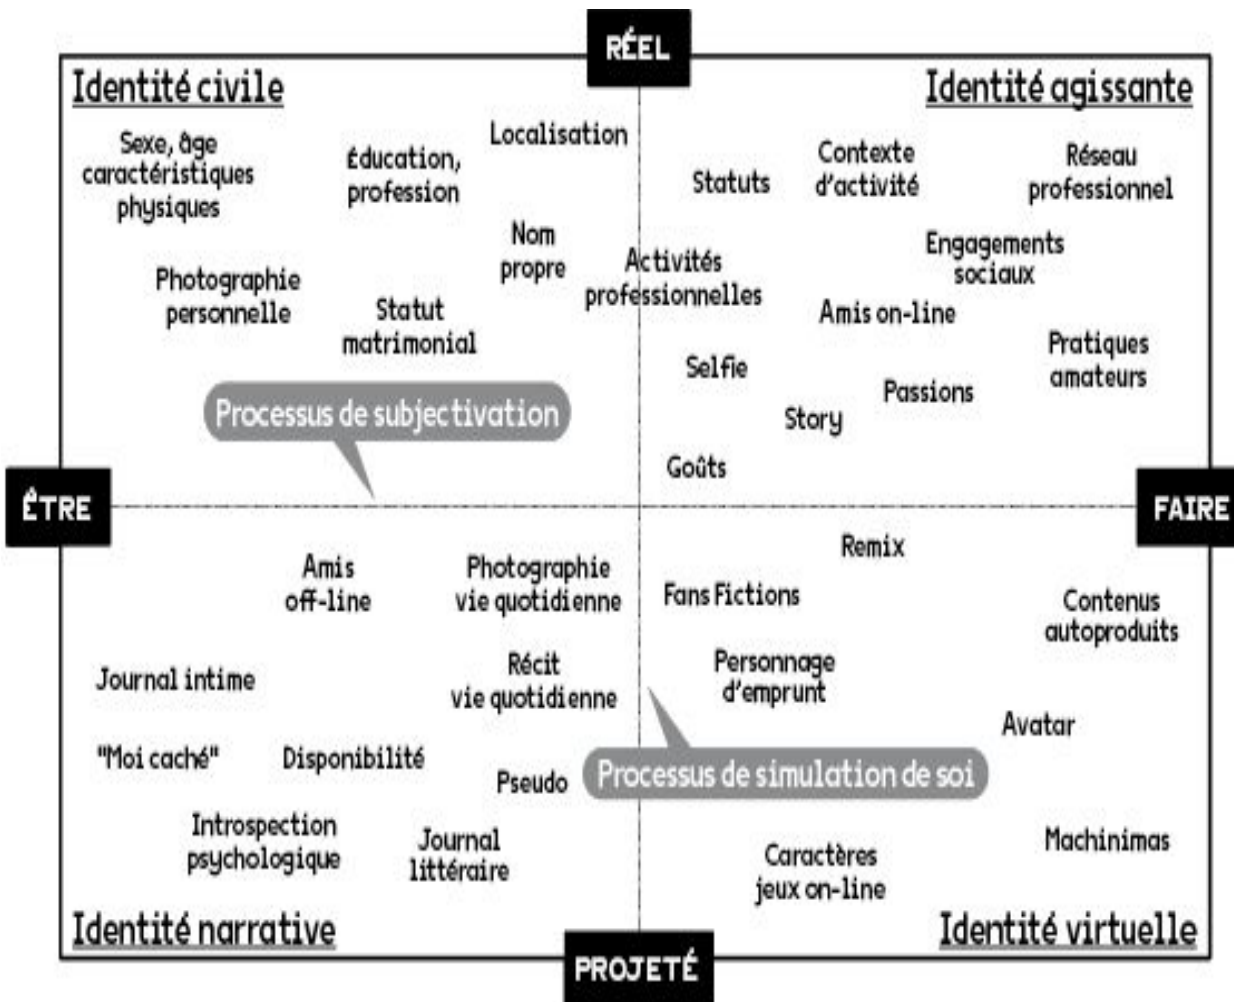 RÉEL
Identité civile
Identité agissante
Sexe, âge
caractéristiques
physiques
Éducation,
profession
Localisation
Statuts
Contexte
d'activité
Réseau
professionnel
Nom
propre
Activités
professionnelles
Engagements
sociaux
Photographie
personnelle
Statut
matrimonial
Amis on-line
Pratiques
amateurs
Selfie
Passions
Story
Processus de subjectivation
Goûts
ÊTRE
FAIRE
Amis
off-line
Photographie
vie quotidienne
Remix
Fans Fictions
Contenus
autoproduits
Journal intime
Récit
vie quotidienne
Personnage
d'emprunt
Avatar
"Moi caché"
Disponibilité
Pseudo
Processus de simulation de soi
Introspection
psychologique
Journal
littéraire
Caractères
jeux on-line
Machinimas
Identité narrative
Identité virtuelle
PROJETÉ